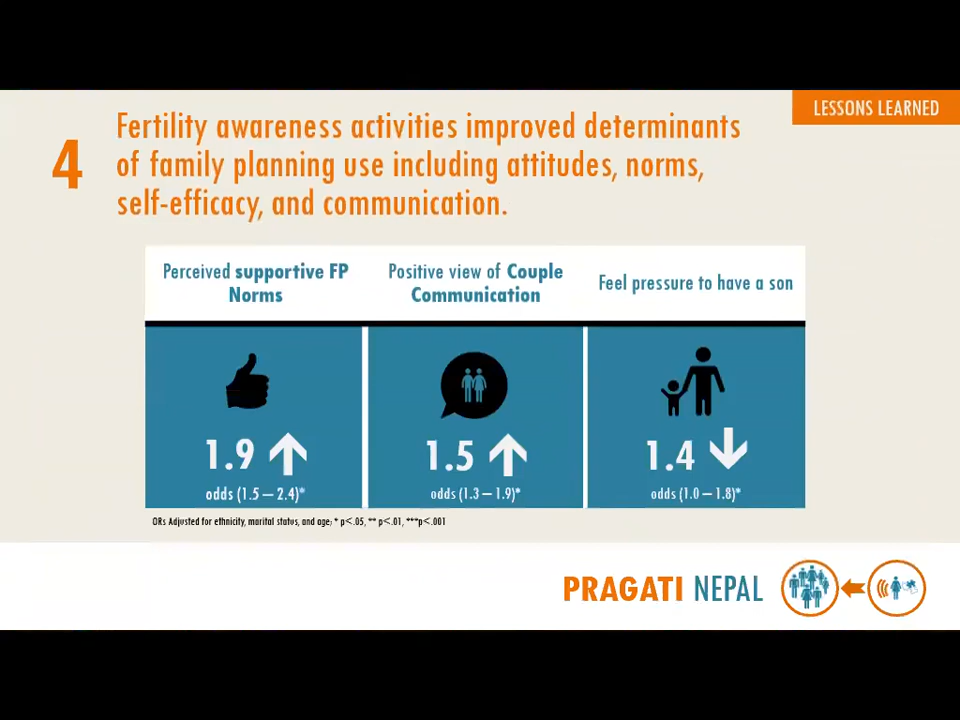 LESSONS LEARNED
4
Fertility awareness activities improved determinants
of family planning use including attitudes, norms,
self-efficacy, and communication.
Perceived supportive FP
Norms
Positive view of Couple
Communication
Feel pressure to have a son
1.9
odds (1.5 – 2.4)*
1.5
odds (1.3 – 1.9)*
1.4
odds (1.0 – 1.8)*
ORs Adjusted for ethnicity, marital status, and age; * p<.05, ** p<.01, ***p<.001
PRAGATI NEPAL